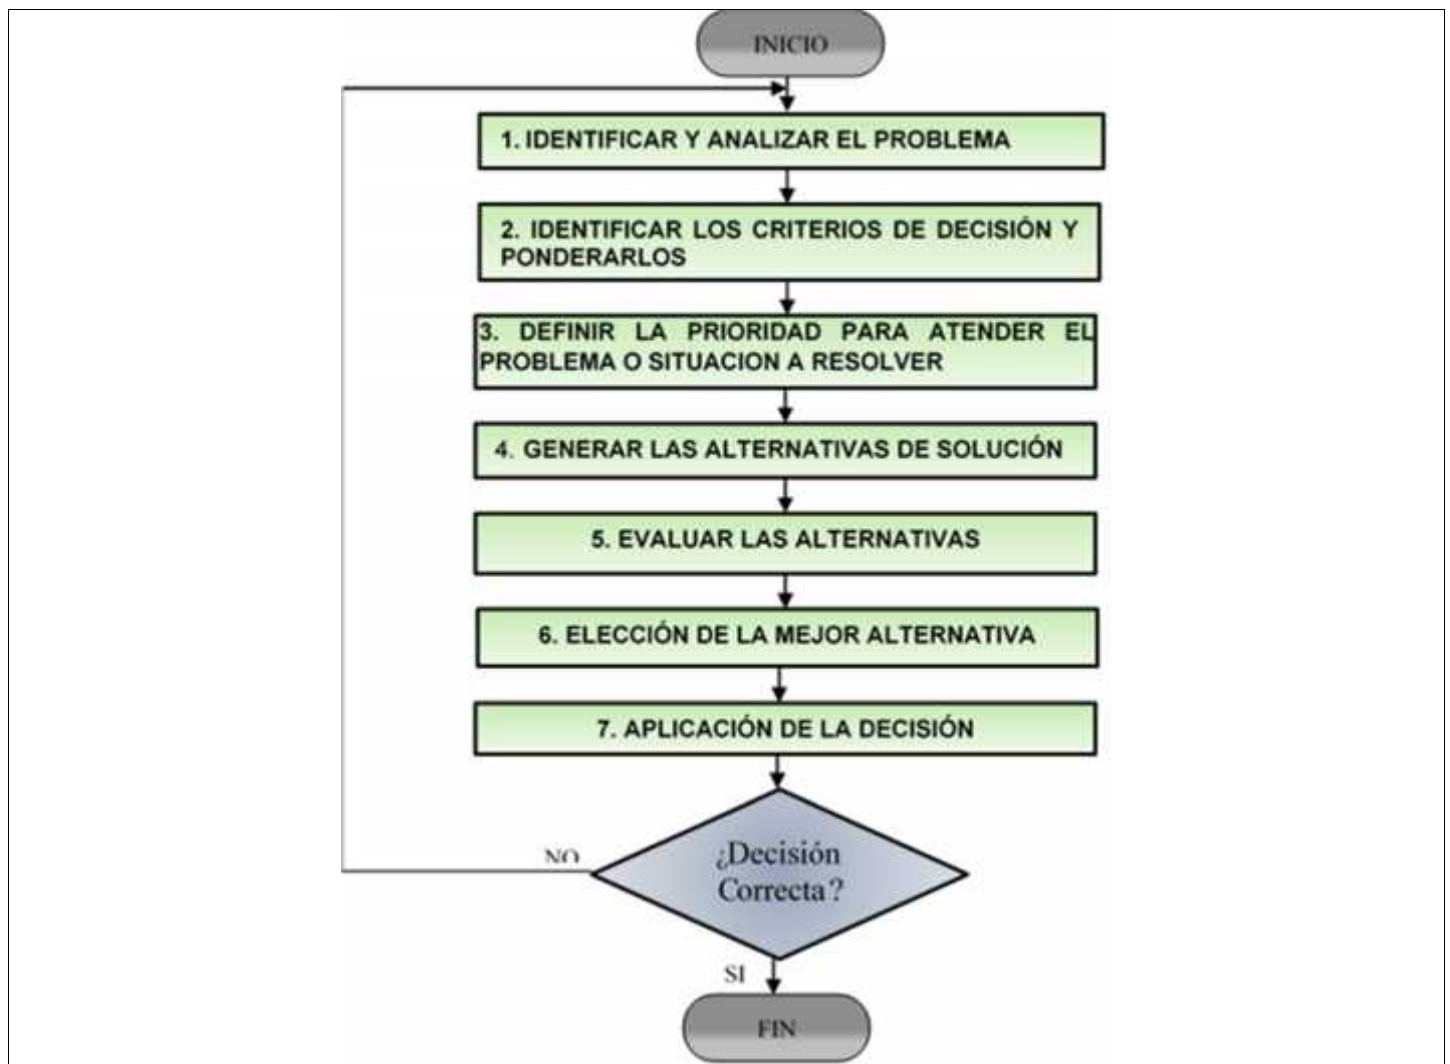 INICIO
1. IDENTIFICAR Y ANALIZAR EL PROBLEMA
2. IDENTIFICAR LOS CRITERIOS DE DECISIÓN Y
PONDERARLOS
3. DEFINIR LA PRIORIDAD PARA ATENDER EL
PROBLEMA O SITUACION A RESOLVER
4. GENERAR LAS ALTERNATIVAS DE SOLUCIÓN
5. EVALUAR LAS ALTERNATIVAS
6. ELECCIÓN DE LA MEJOR ALTERNATIVA
7. APLICACIÓN DE LA DECISIÓN
NO
¿Decisión
Correcta?
SI
FIN